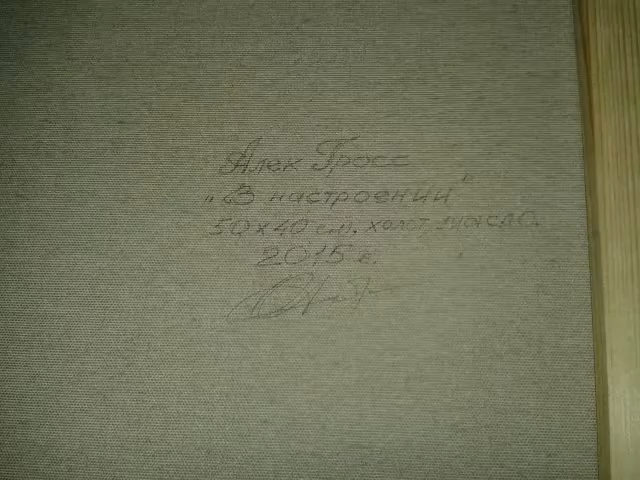 Алек Гросс
"В настроении"
50х40 см. холст, масло.
2015 г.